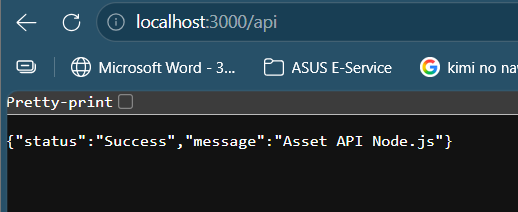 localhost:3000/api
Microsoft Word - 3... ASUS E-Service kimi no na
Pretty-print
{"status":"Success","message":"Asset API Node.js"}